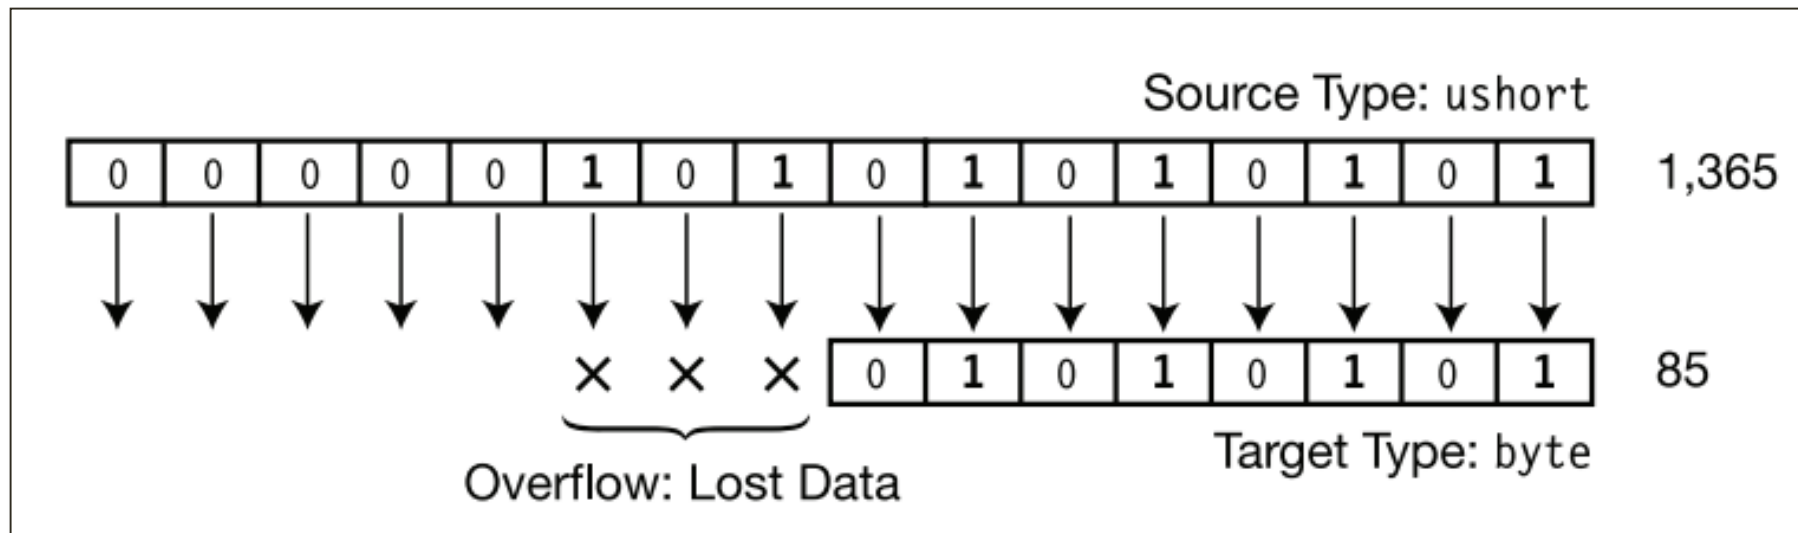 Source Type: ushort
0 0 0 0 0 1 0 1 0 1 0 1 0 1 0 1 1,365
× × × 0 1 0 1 0 1 0 1 85
Target Type: byte
Overflow: Lost Data